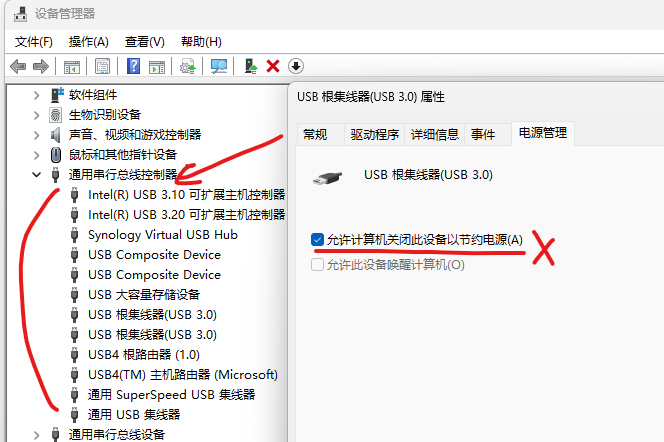 设备管理器
文件(F) 操作(A) 查看(V) 帮助(H)
软件组件
生物识别设备
声音、视频和游戏控制器
鼠标和其他指针设备
通用串行总线控制器
Intel(R) USB 3.10 可扩展主机控制器
Intel(R) USB 3.20 可扩展主机控制器
Synology Virtual USB Hub
USB Composite Device
USB Composite Device
USB 大容量存储设备
USB 根集线器(USB 3.0)
USB 根集线器(USB 3.0)
USB4 根路由器 (1.0)
USB4(TM) 主机路由器 (Microsoft)
通用 SuperSpeed USB 集线器
通用 USB 集线器
通用串行总线设备
USB 根集线器(USB 3.0) 属性
常规 驱动程序 详细信息 事件 电源管理
USB 根集线器(USB 3.0)
允许计算机关闭此设备以节约电源(A)
允许此设备唤醒计算机(O)